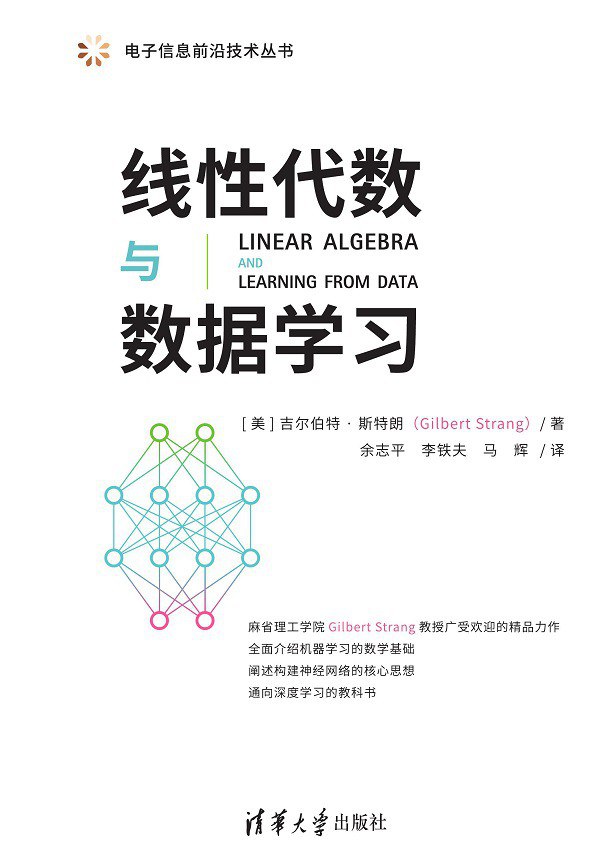 电子信息前沿技术丛书
线性代数
与
LINEAR ALGEBRA
AND
LEARNING FROM DATA
数据学习
[ 美 ] 吉尔伯特 · 斯特朗（Gilbert Strang）/ 著
余志平 李铁夫 马 辉 / 译
麻省理工学院 Gilbert Strang 教授广受欢迎的精品力作
全面介绍机器学习的数学基础
阐述构建神经网络的核心思想
通向深度学习的教科书
清华大学出版社